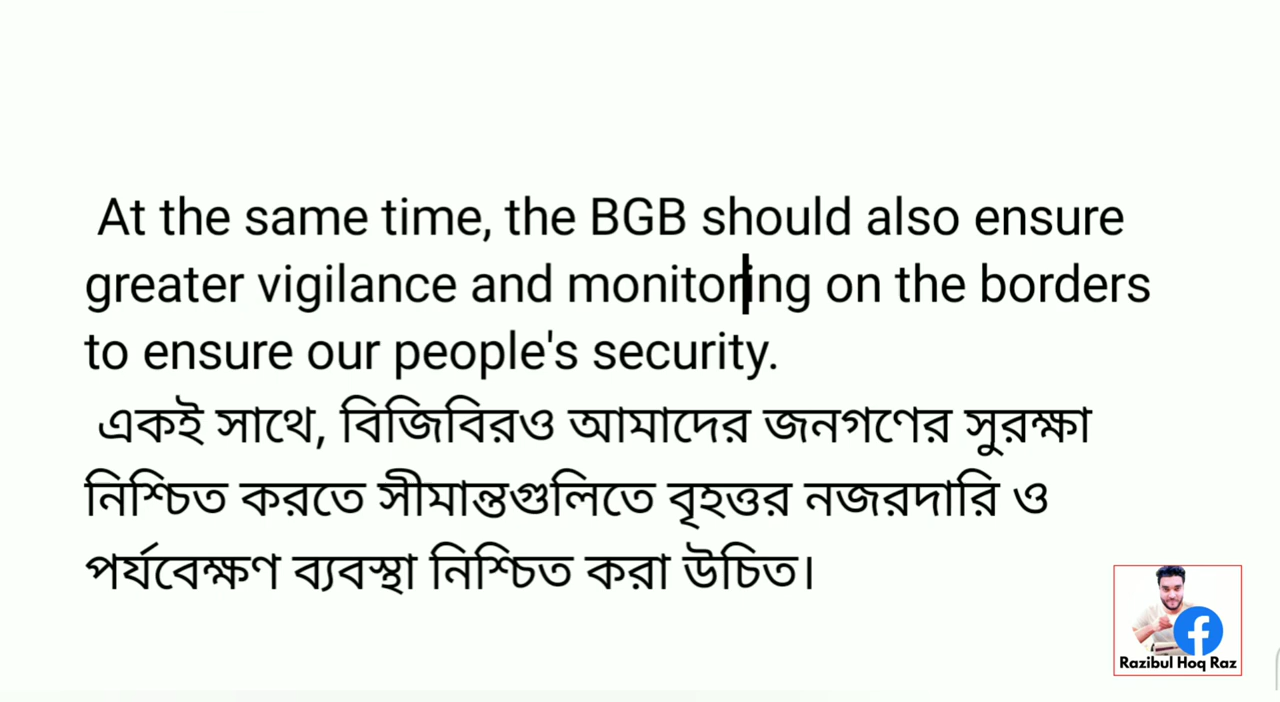 At the same time, the BGB should also ensure
greater vigilance and monitoring on the borders
to ensure our people's security.
একই সাথে, বিজিবিরও আমাদের জনগণের সুরক্ষা
নিশ্চিত করতে সীমান্তগুলিতে বৃহত্তর নজরদারি ও
পর্যবেক্ষণ ব্যবস্থা নিশ্চিত করা উচিত।
Razibul Hoq Raz